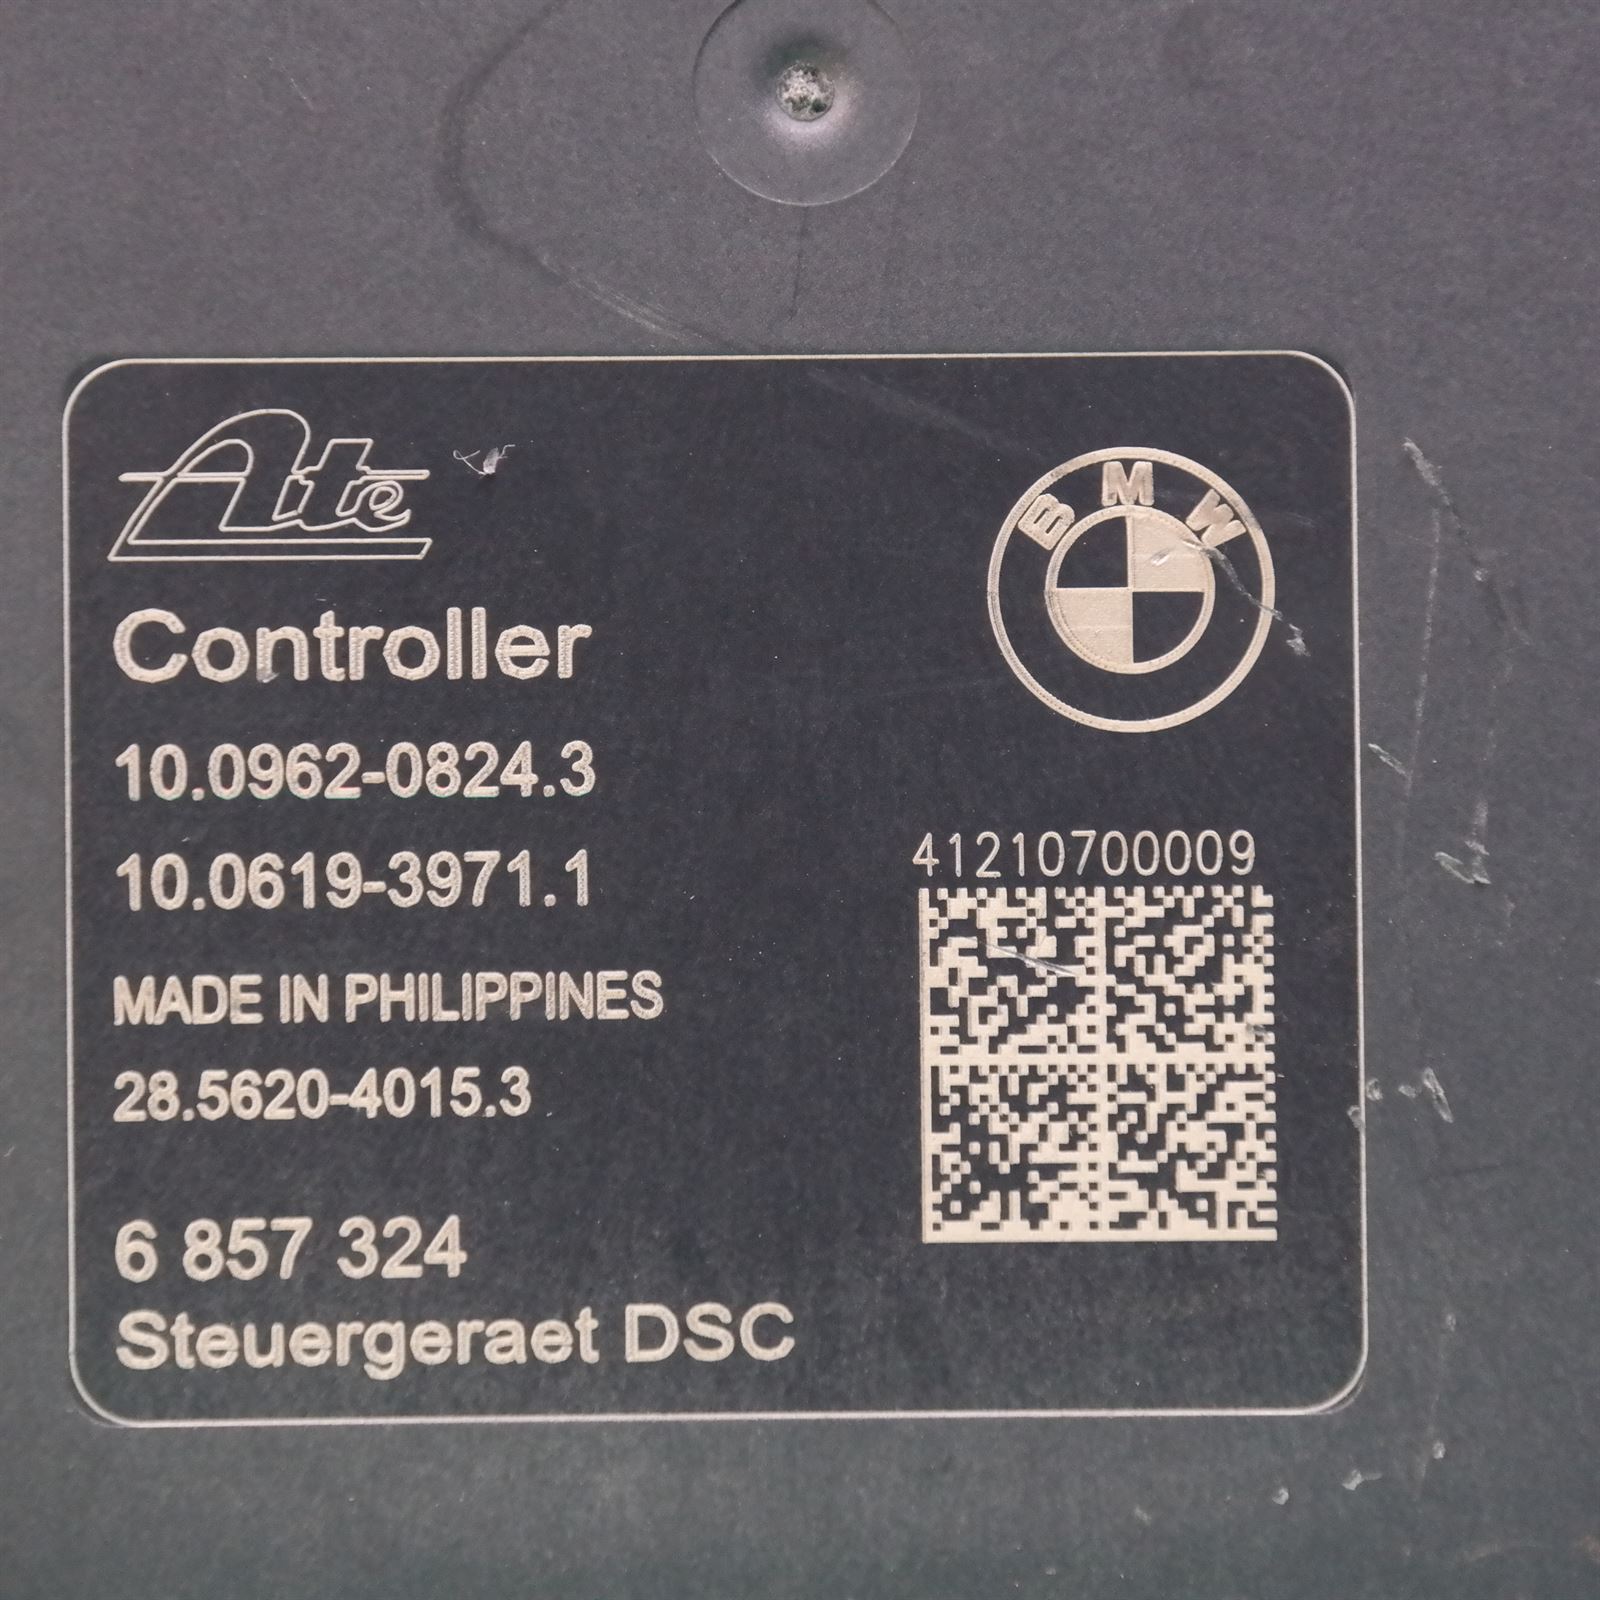 Ate
BMW
Controller
10.0962-0824.3
10.0619-3971.1
41210700009
MADE IN PHILIPPINES
28.5620-4015.3
6 857 324
Steuergeraet DSC